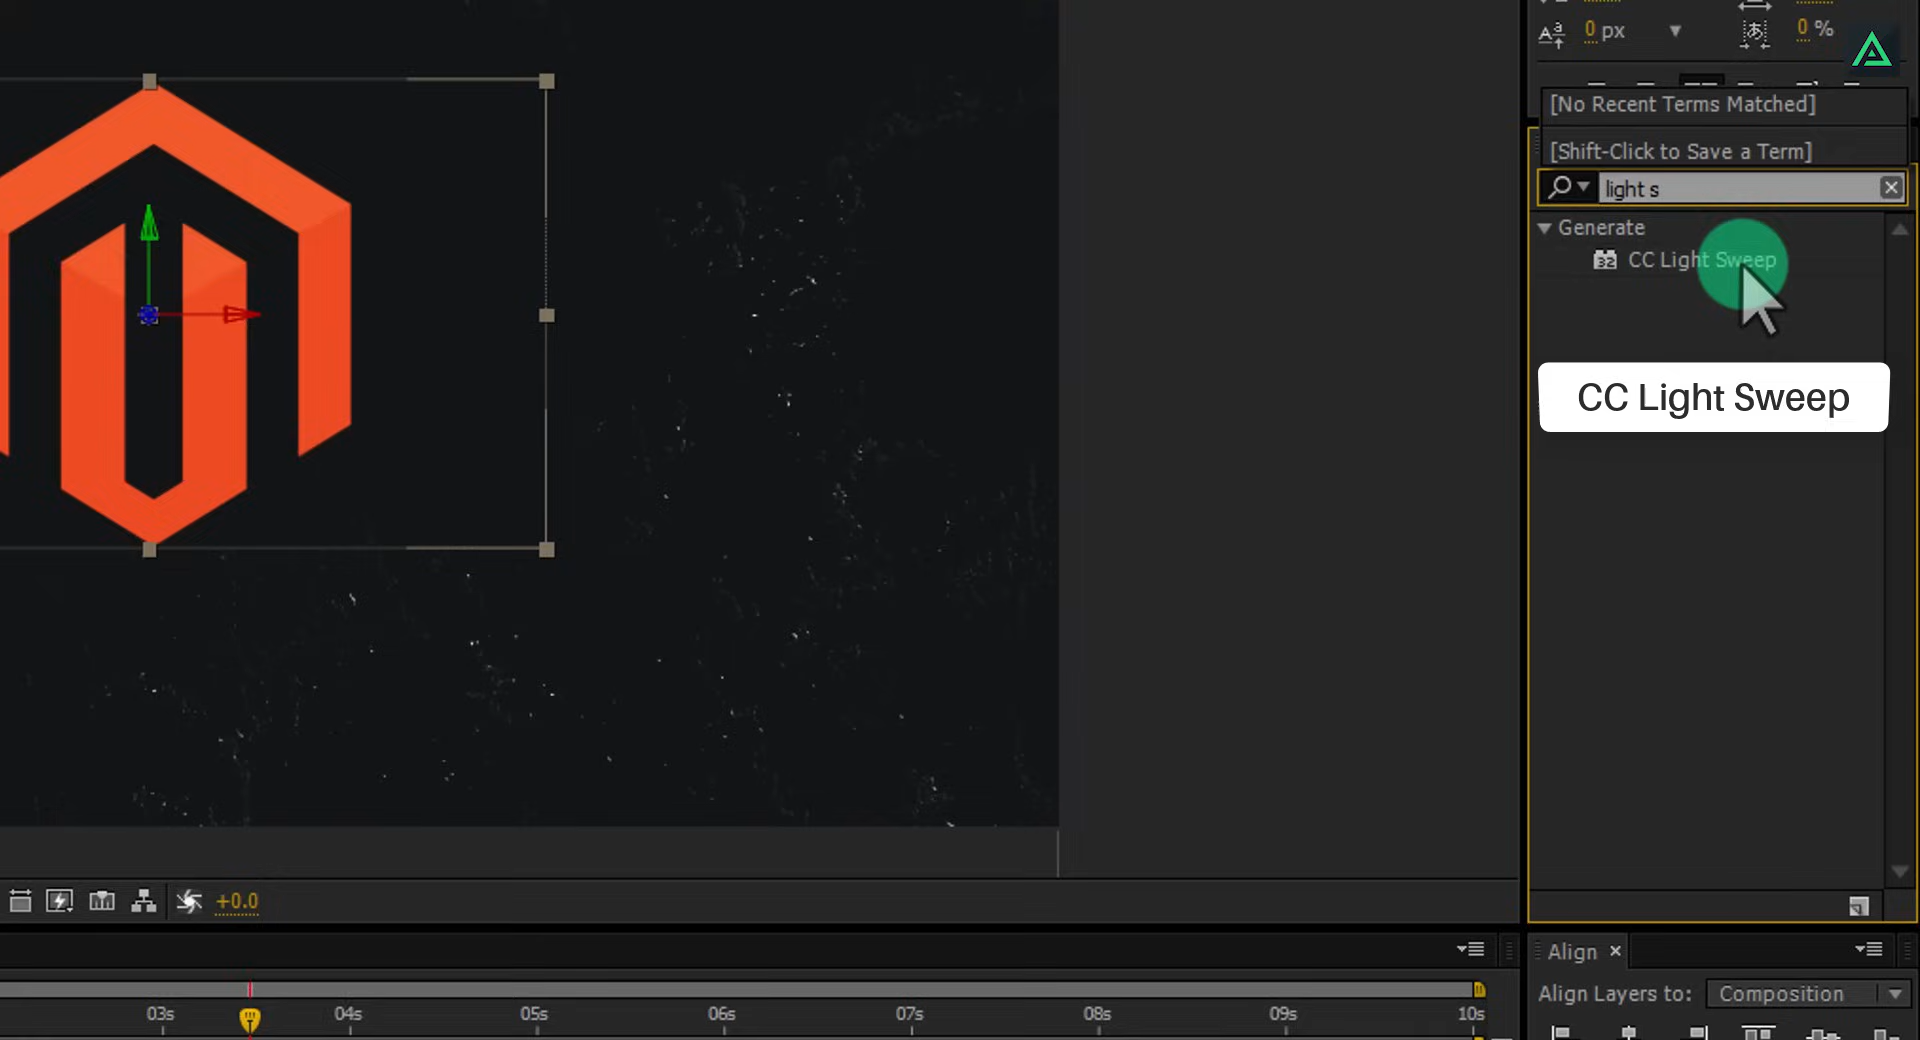 0 px
0 %
[No Recent Terms Matched]
[Shift-Click to Save a Term]
light s
Generate
32 CC Light Sweep
CC Light Sweep
+0.0
Align
03s 04s 05s 06s 07s 08s 09s 10s
Align Layers to: Composition